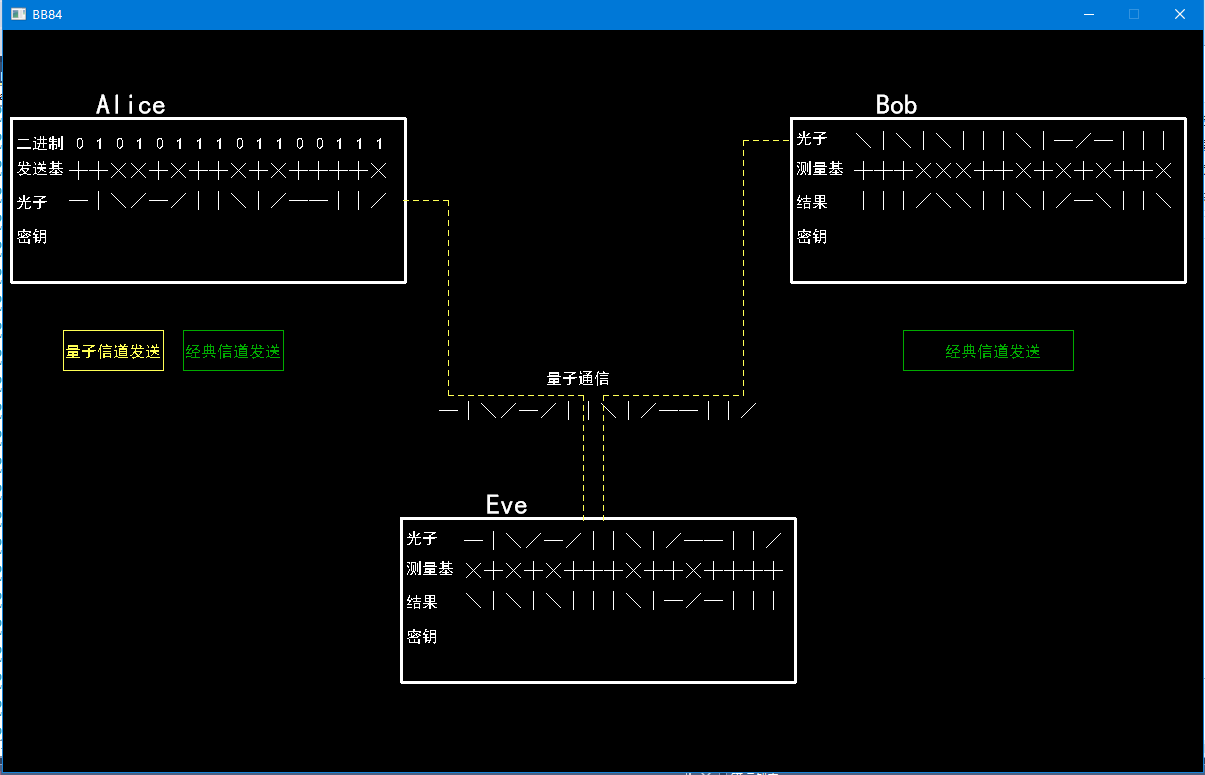 BB84
Alice
二进制 0 1 0 1 0 1 1 1 0 1 1 0 0 1 1 1
发送基 ++××+×++×+×++++×
光子 —|\/—/||\|/——||/
密钥
Bob
光子 \|\|\|||\|—/—|||
测量基 +++×××++×+×+×++×
结果 |||/\\||\|/—\||\
密钥
量子信道发送
经典信道发送
经典信道发送
量子通信
—|\/—/||\|/——||/
Eve
光子 —|\/—/||\|/——||/
测量基 ×+×+×+++×++×++++
结果 \|\|\|||\|—/—|||
密钥